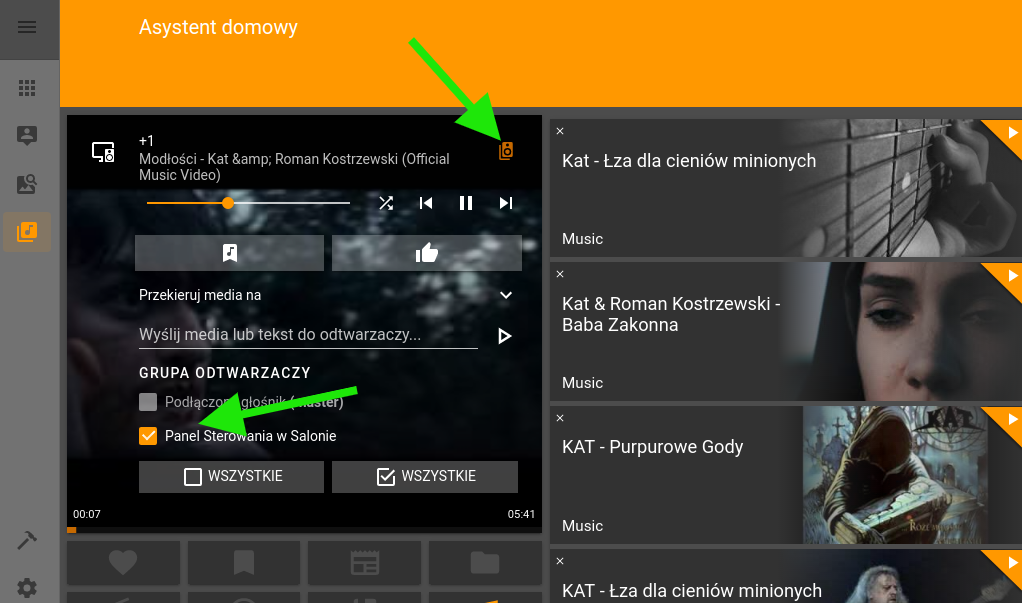 Asystent domowy
+1
Modłości - Kat &amp; Roman Kostrzewski (Official
Music Video)
Przekieruj media na
Wyślij media lub tekst do odtwarzaczy...
GRUPA ODTWARZACZY
Podłączony głośnik (master)
Panel Sterowania w Salonie
WSZYSTKIE
WSZYSTKIE
00:07
05:41
Kat - Łza dla cieniów minionych
Music
Kat & Roman Kostrzewski -
Baba Zakonna
Music
KAT - Purpurowe Gody
Music
KAT - Łza dla cieniów minionych